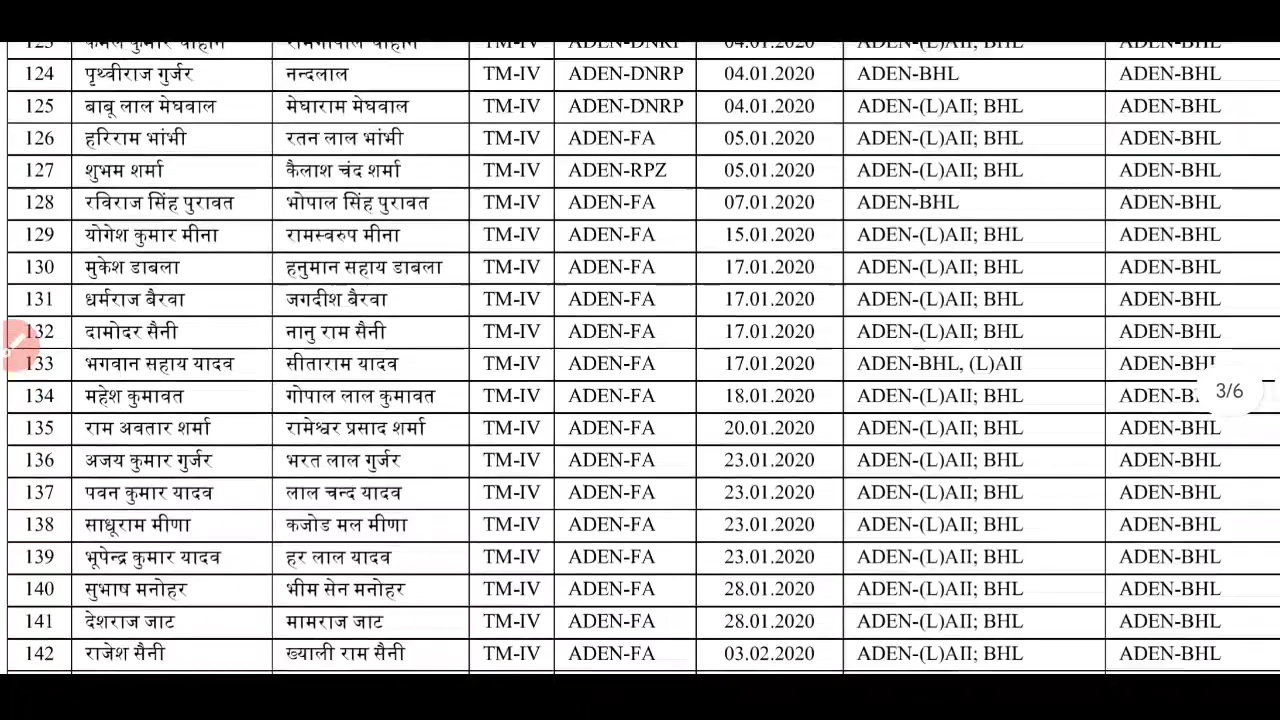 124 पृथ्वीराज गुर्जर नन्दलाल TM-IV ADEN-DNRP 04.01.2020 ADEN-BHL ADEN-BHL
125 बाबू लाल मेघवाल मेघाराम मेघवाल TM-IV ADEN-DNRP 04.01.2020 ADEN-(L)AII; BHL ADEN-BHL
126 हरिराम भांभी रतन लाल भांभी TM-IV ADEN-FA 05.01.2020 ADEN-(L)AII; BHL ADEN-BHL
127 शुभम शर्मा कैलाश चंद शर्मा TM-IV ADEN-RPZ 05.01.2020 ADEN-(L)AII; BHL ADEN-BHL
128 रविराज सिंह पुरावत भोपाल सिंह पुरावत TM-IV ADEN-FA 07.01.2020 ADEN-BHL ADEN-BHL
129 योगेश कुमार मीना रामस्वरुप मीना TM-IV ADEN-FA 15.01.2020 ADEN-(L)AII; BHL ADEN-BHL
130 मुकेश डाबला हनुमान सहाय डाबला TM-IV ADEN-FA 17.01.2020 ADEN-(L)AII; BHL ADEN-BHL
131 धर्मराज बैरवा जगदीश बैरवा TM-IV ADEN-FA 17.01.2020 ADEN-(L)AII; BHL ADEN-BHL
132 दामोदर सैनी नानु राम सैनी TM-IV ADEN-FA 17.01.2020 ADEN-(L)AII; BHL ADEN-BHL
133 भगवान सहाय यादव सीताराम यादव TM-IV ADEN-FA 17.01.2020 ADEN-BHL, (L)AII ADEN-BHL
3/6
134 महेश कुमावत गोपाल लाल कुमावत TM-IV ADEN-FA 18.01.2020 ADEN-(L)AII; BHL
135 राम अवतार शर्मा रामेश्वर प्रसाद शर्मा TM-IV ADEN-FA 20.01.2020 ADEN-(L)AII; BHL ADEN-BHL
136 अजय कुमार गुर्जर भरत लाल गुर्जर TM-IV ADEN-FA 23.01.2020 ADEN-(L)AII; BHL ADEN-BHL
137 पवन कुमार यादव लाल चन्द यादव TM-IV ADEN-FA 23.01.2020 ADEN-(L)AII; BHL ADEN-BHL
138 साधूराम मीणा कजोड मल मीणा TM-IV ADEN-FA 23.01.2020 ADEN-(L)AII; BHL ADEN-BHL
139 भूपेन्द्र कुमार यादव हर लाल यादव TM-IV ADEN-FA 23.01.2020 ADEN-(L)AII; BHL ADEN-BHL
140 सुभाष मनोहर भीम सेन मनोहर TM-IV ADEN-FA 28.01.2020 ADEN-(L)AII; BHL ADEN-BHL
141 देशराज जाट मामराज जाट TM-IV ADEN-FA 28.01.2020 ADEN-(L)AII; BHL ADEN-BHL
142 राजेश सैनी ख्याली राम सैनी TM-IV ADEN-FA 03.02.2020 ADEN-(L)AII; BHL ADEN-BHL